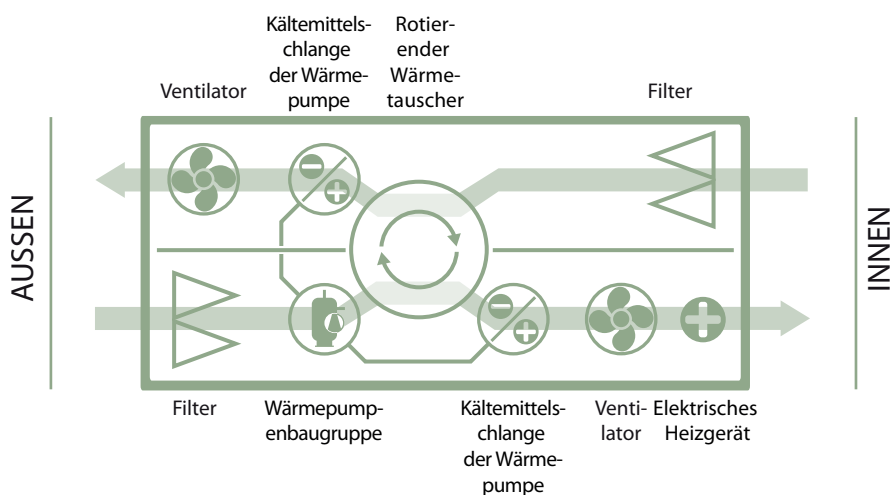 Kältemittels-
chlange
der Wärme-
pumpe
Rotier-
ender
Wärme-
tauscher
Ventilator
Filter
AUSSEN
INNEN
Filter
Wärmepump-
enbaugruppe
Kältemittels-
chlange
der Wärme-
pumpe
Venti-
lator
Elektrisches
Heizgerät